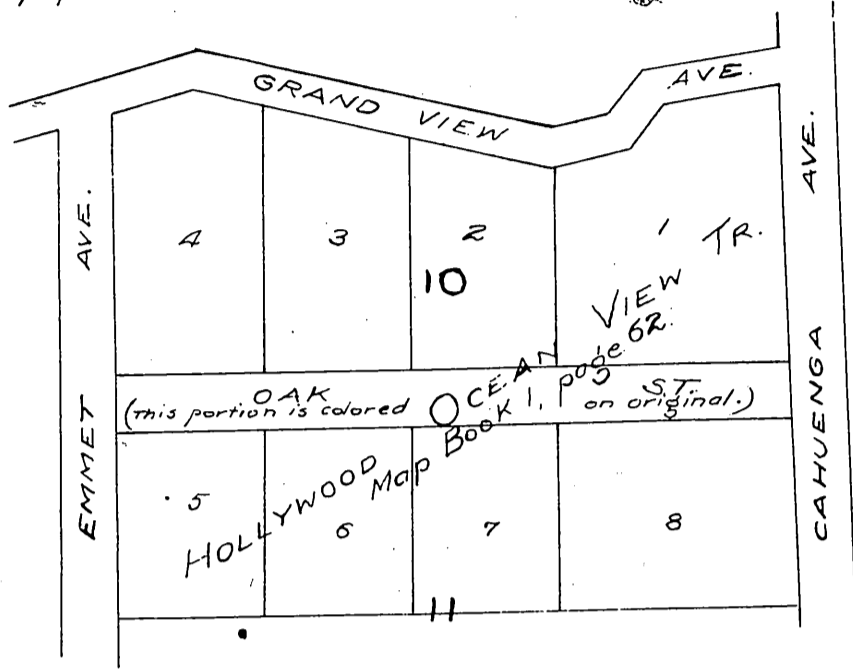 GRAND VIEW AVE.
EMMET AVE.
CAHUENGA AVE.
4
3
2
1
10
HOLLYWOOD OCEAN VIEW TR.
Map Book 1, page 62.
OAK ST.
(This portion is colored on original.)
5
6
7
8
11